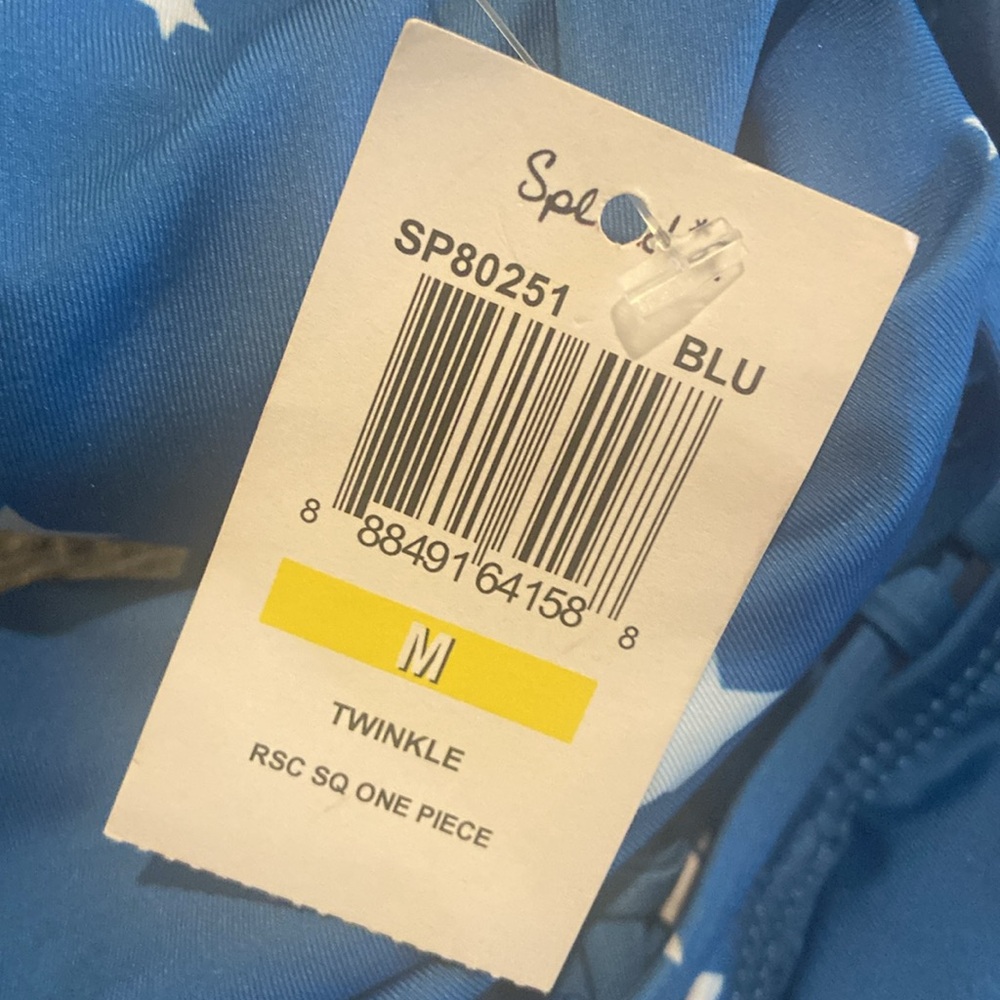 SP80251
BLU
8 88491 64158 8
M
TWINKLE
RSC SQ ONE PIECE